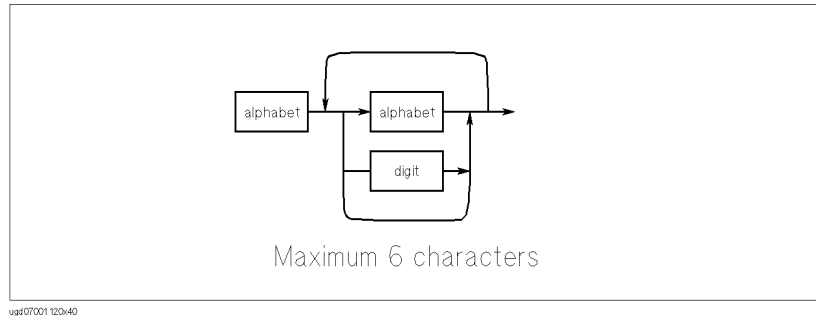 alphabet
alphabet
digit
Maximum 6 characters
ugd07001 120x40